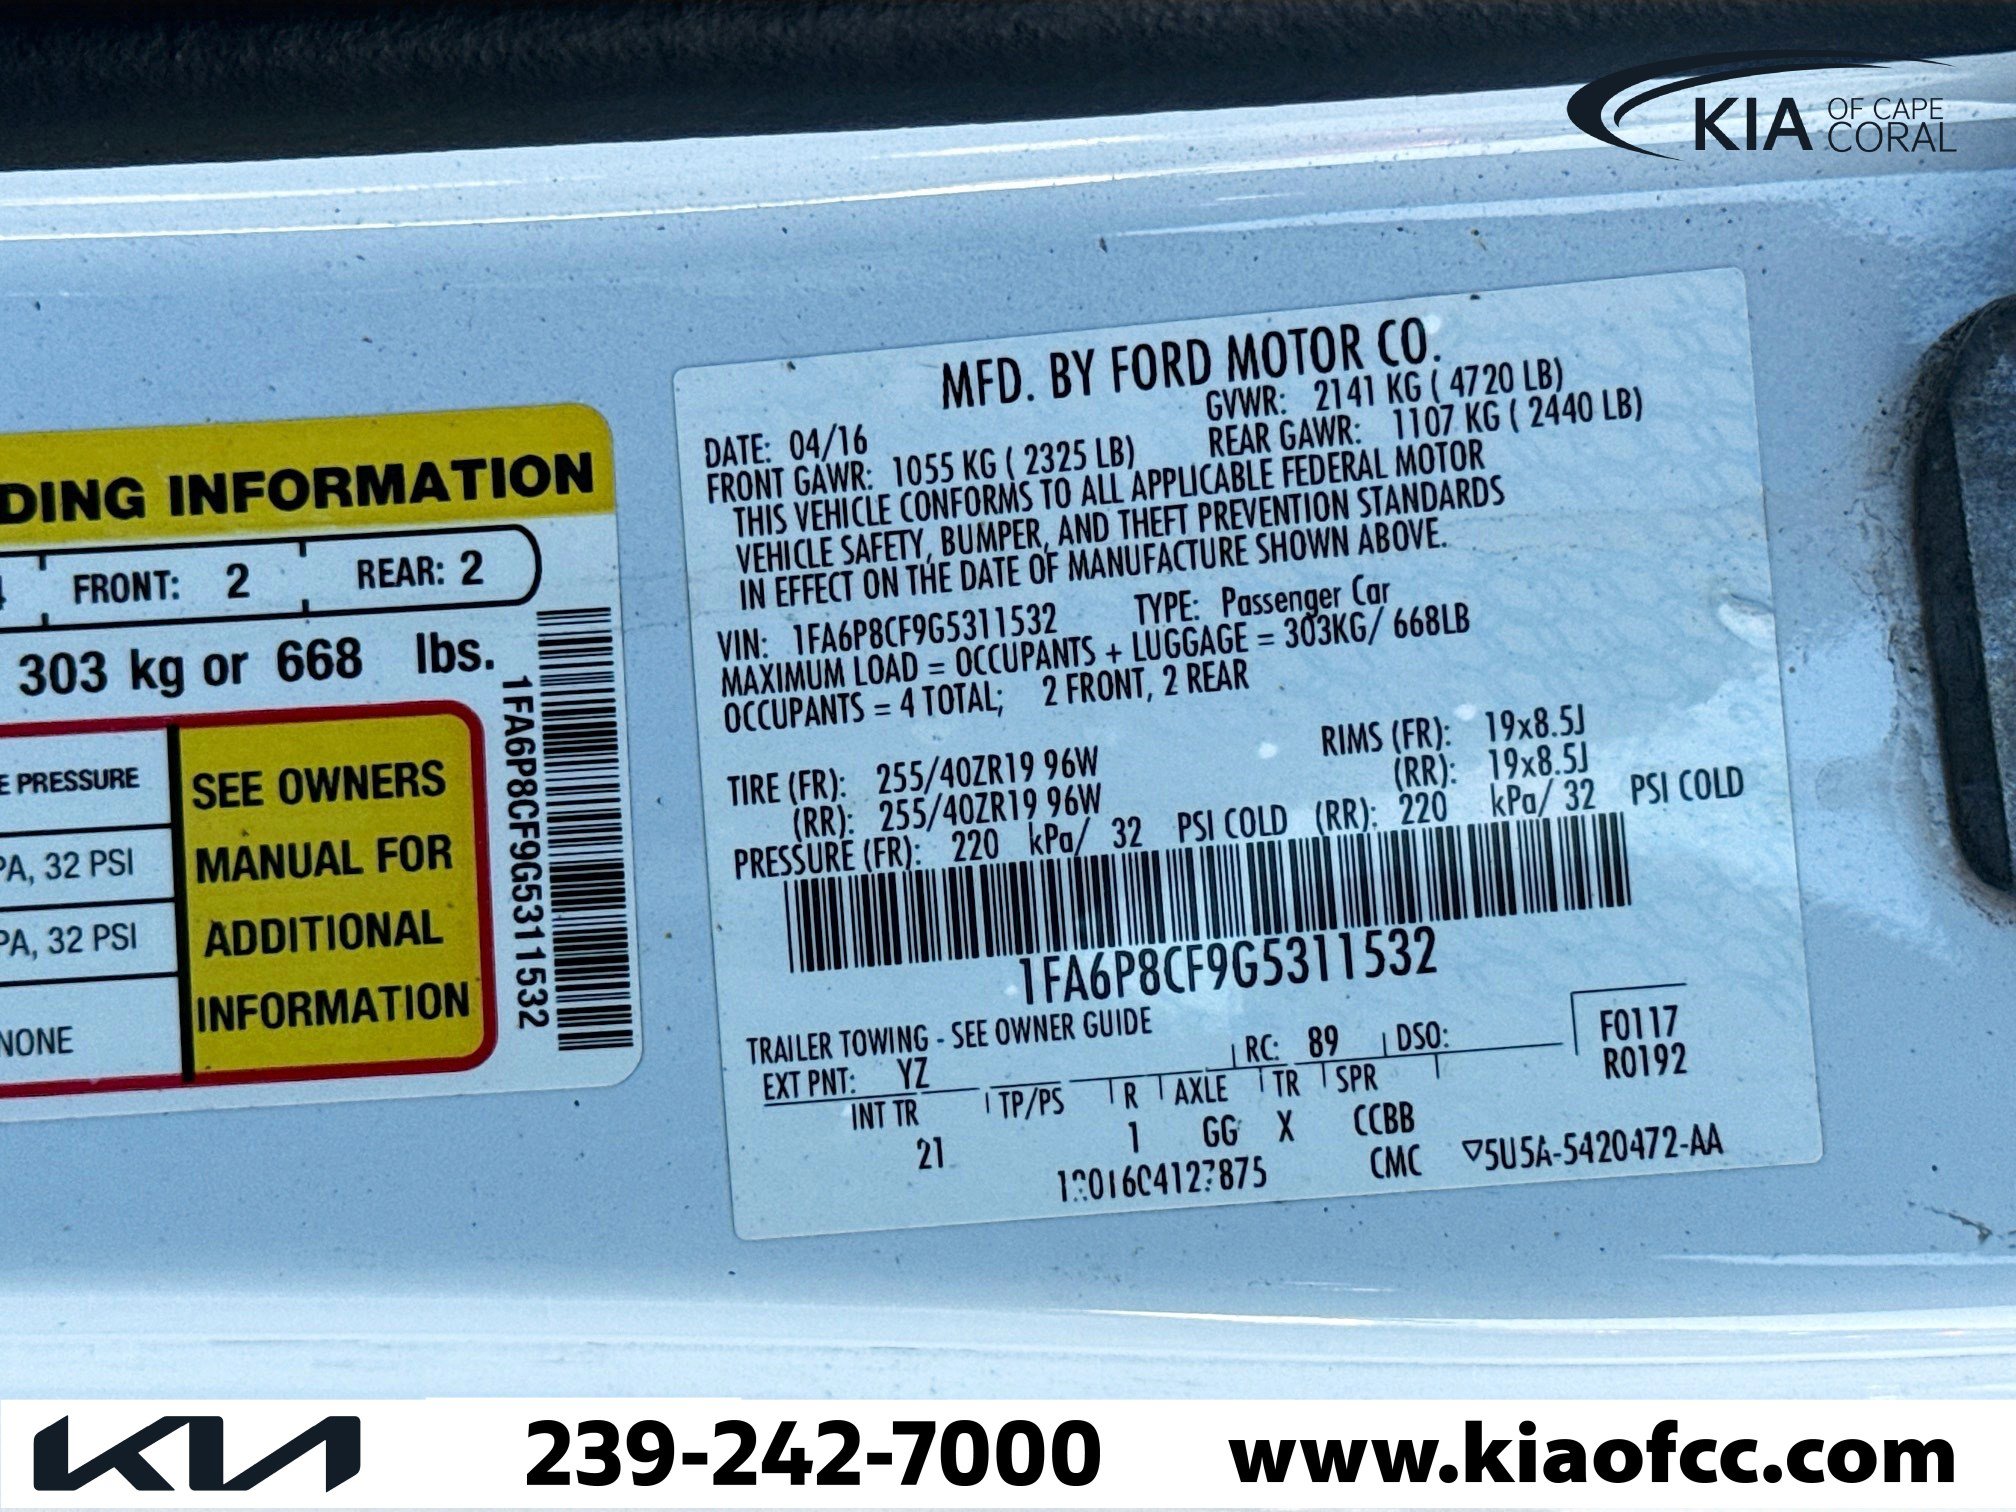 KIA OF CAPE CORAL
DING INFORMATION
FRONT: 2 REAR: 2
303 kg or 668 lbs.
E PRESSURE
PA, 32 PSI
PA, 32 PSI
NONE
SEE OWNERS
MANUAL FOR
ADDITIONAL
INFORMATION
1FA6P8CF9G5311532
MFD. BY FORD MOTOR CO.
DATE: 04/16 GVWR: 2141 KG ( 4720 LB)
FRONT GAWR: 1055 KG ( 2325 LB) REAR GAWR: 1107 KG ( 2440 LB)
THIS VEHICLE CONFORMS TO ALL APPLICABLE FEDERAL MOTOR
VEHICLE SAFETY, BUMPER, AND THEFT PREVENTION STANDARDS
IN EFFECT ON THE DATE OF MANUFACTURE SHOWN ABOVE.
VIN: 1FA6P8CF9G5311532 TYPE: Passenger Car
MAXIMUM LOAD = OCCUPANTS + LUGGAGE = 303KG/ 668LB
OCCUPANTS = 4 TOTAL; 2 FRONT, 2 REAR
TIRE (FR): 255/40ZR19 96W RIMS (FR): 19x8.5J
(RR): 255/40ZR19 96W (RR): 19x8.5J
PRESSURE (FR): 220 kPa/ 32 PSI COLD (RR): 220 kPa/ 32 PSI COLD
1FA6P8CF9G5311532
TRAILER TOWING - SEE OWNER GUIDE
F0117
R0192
EXT PNT: YZ RC: 89 DSO:
INT TR TP/PS R AXLE TR SPR
21 1 GG X CCBB
CMC ▽5U5A-5420472-AA
KIA 239-242-7000 www.kiaofcc.com